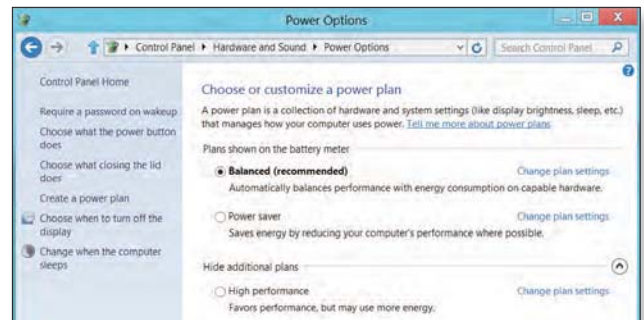 Power Options
Control Panel ▸ Hardware and Sound ▸ Power Options
Search Control Panel
Control Panel Home
Require a password on wakeup
Choose what the power button
does
Choose what closing the lid
does
Create a power plan
Choose when to turn off the
display
Change when the computer
sleeps
Choose or customize a power plan
A power plan is a collection of hardware and system settings (like display brightness, sleep, etc.)
that manages how your computer uses power. Tell me more about power plans
Plans shown on the battery meter
Balanced (recommended) Change plan settings
Automatically balances performance with energy consumption on capable hardware.
Power saver Change plan settings
Saves energy by reducing your computer's performance where possible.
Hide additional plans
High performance Change plan settings
Favors performance, but may use more energy.